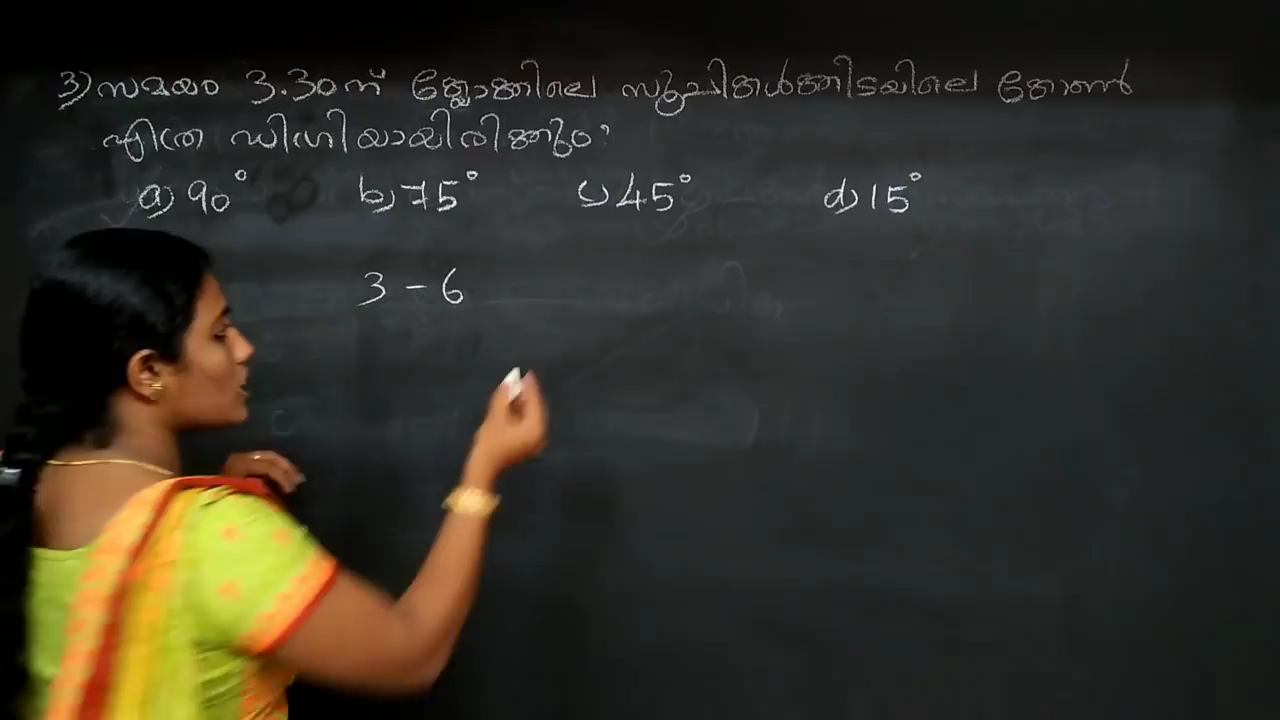 3) സമയം 3.30ന് ക്ലോക്കിലെ സൂചികൾക്കിടയിലെ കോൺ
എത്ര ഡിഗ്രിയായിരിക്കും?
a) 90° b) 75° c) 45° d) 15°
3 - 6